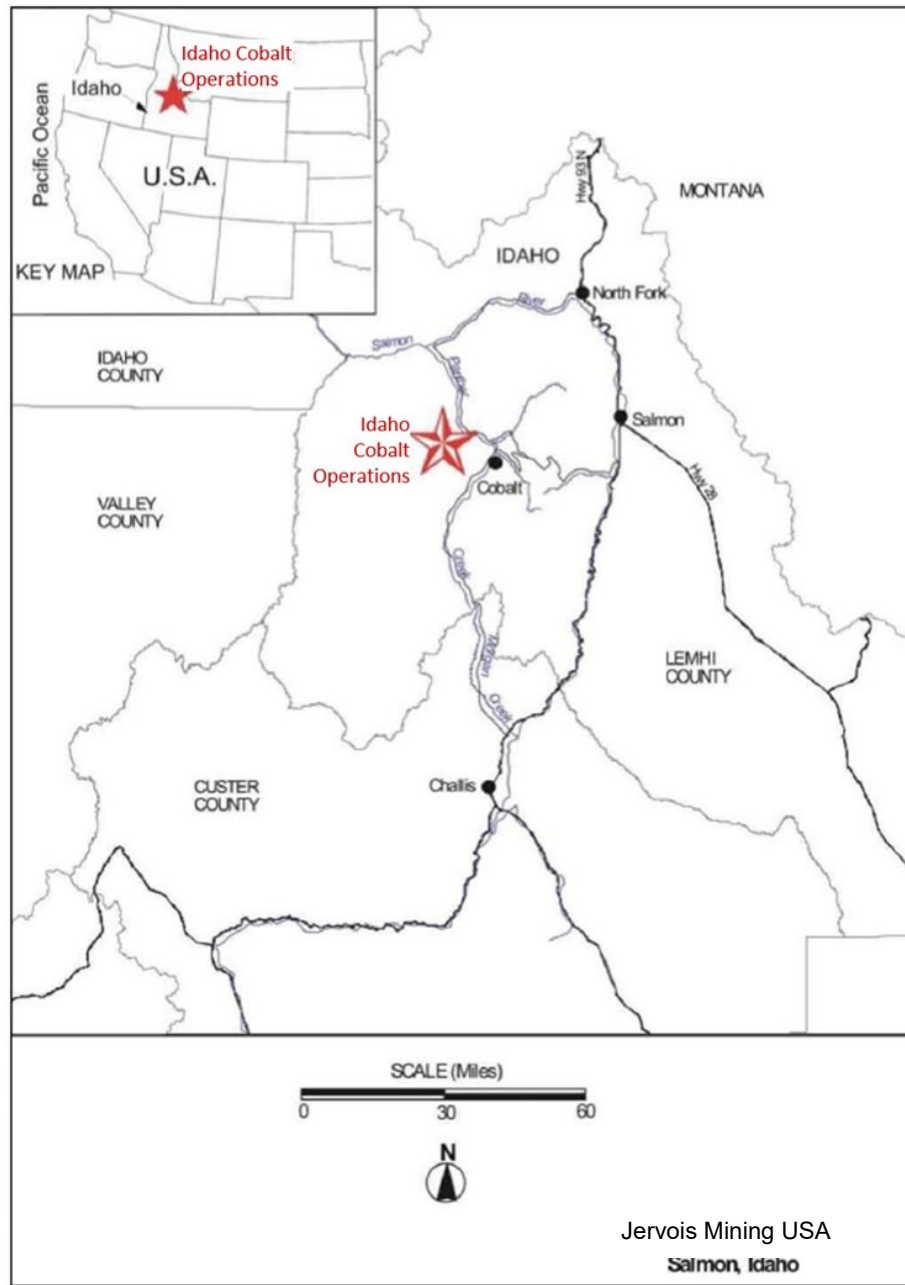 Idaho Cobalt
Operations
Idaho
Pacific Ocean
U.S.A.
KEY MAP
Hwy 93 N
MONTANA
IDAHO
North Fork
River
Salmon
IDAHO
COUNTY
Panther
Idaho
Cobalt
Operations
Salmon
Cobalt
Hwy 28
VALLEY
COUNTY
Creek
Morgan
Creek
LEMHI
COUNTY
Challis
CUSTER
COUNTY
SCALE (Miles)
0 30 60
N
Jervois Mining USA
Salmon, Idaho